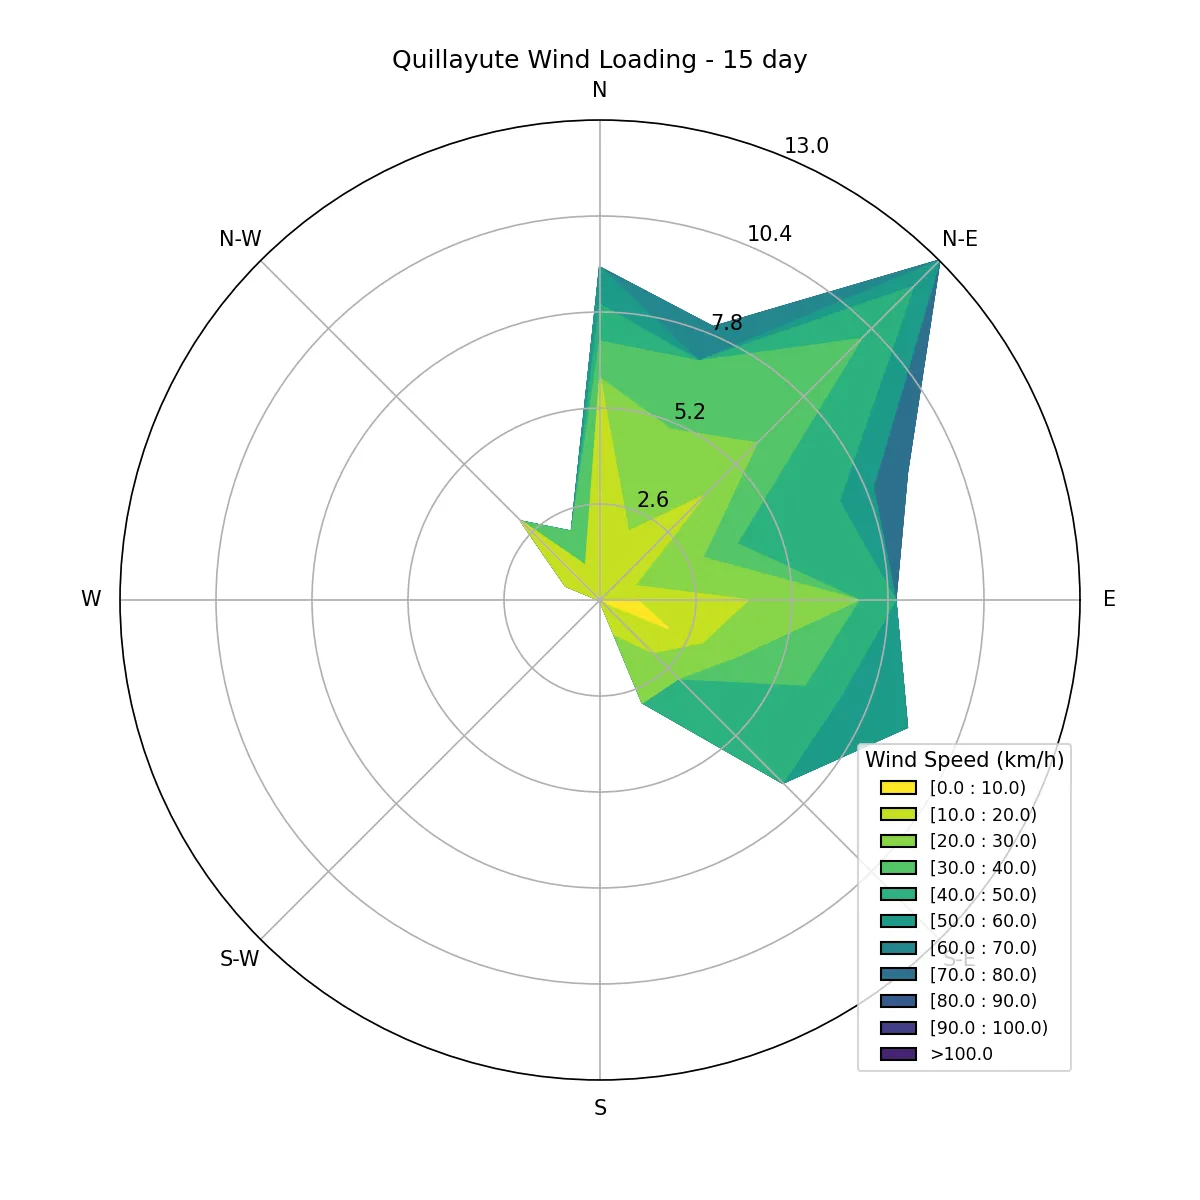 Quillayute Wind Loading - 15 day
N
13.0
10.4
N-W
N-E
7.8
5.2
2.6
W
E
Wind Speed (km/h)
[0.0 : 10.0)
[10.0 : 20.0)
[20.0 : 30.0)
[30.0 : 40.0)
[40.0 : 50.0)
[50.0 : 60.0)
[60.0 : 70.0)
[70.0 : 80.0)
[80.0 : 90.0)
[90.0 : 100.0)
>100.0
S-W
S-E
S